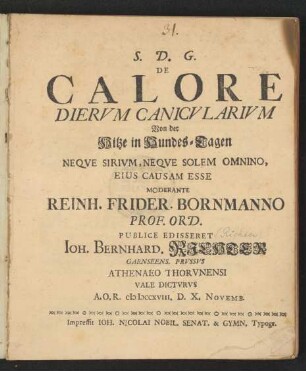 31.
S. D. G.
DE
CALORE
DIERVM CANICVLARIVM
Von der
Hitze in Hundes-Tagen
NEQVE SIRIVM, NEQVE SOLEM OMNINO,
EIUS CAUSAM ESSE
MODERANTE
REINH. FRIDER. BORNMANNO
PROF. ORD.
PUBLICE EDISSERET
IOH. BERNHARD.
GAENSEENS. PRVSSVS
ATHENAEO THORVNENSI
VALE DICTVRVS
A.O.R. cIↃ IↃCCXVIII, D. X. NOVEMB.
Impressit IOH. NICOLAI NOBIL. SENAT. & GYMN. Typogr.